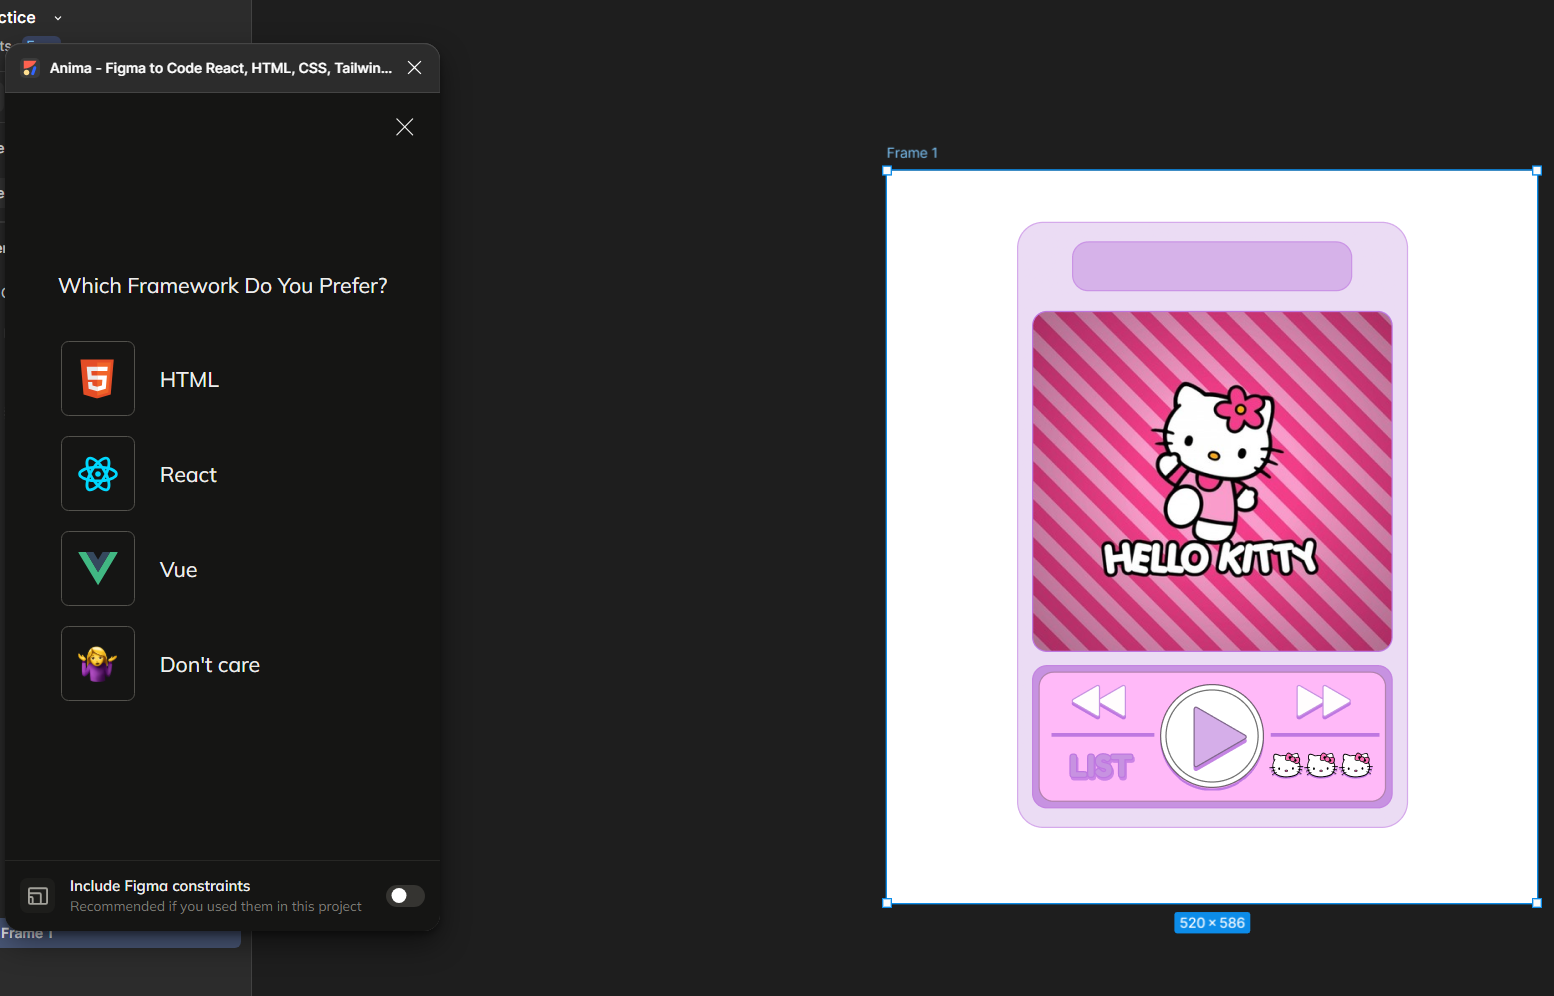 ctice
ts
Anima - Figma to Code React, HTML, CSS, Tailwin...
Which Framework Do You Prefer?
HTML
React
Vue
Don't care
Include Figma constraints
Recommended if you used them in this project
Frame 1
Frame 1
HELLO KITTY
LIST
520 × 586